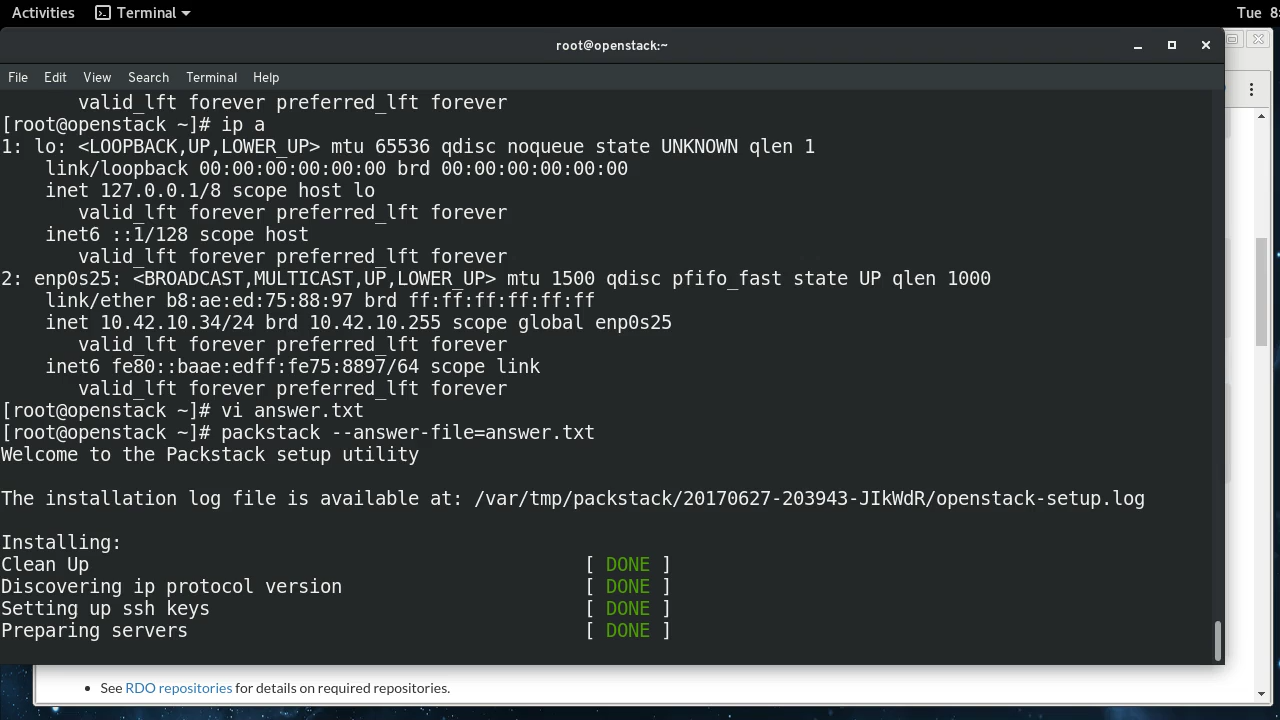 Activities Terminal Tue 8:
root@openstack:~
File Edit View Search Terminal Help
valid_lft forever preferred_lft forever
[root@openstack ~]# ip a
1: lo: <LOOPBACK,UP,LOWER_UP> mtu 65536 qdisc noqueue state UNKNOWN qlen 1
link/loopback 00:00:00:00:00:00 brd 00:00:00:00:00:00
inet 127.0.0.1/8 scope host lo
valid_lft forever preferred_lft forever
inet6 ::1/128 scope host
valid_lft forever preferred_lft forever
2: enp0s25: <BROADCAST,MULTICAST,UP,LOWER_UP> mtu 1500 qdisc pfifo_fast state UP qlen 1000
link/ether b8:ae:ed:75:88:97 brd ff:ff:ff:ff:ff:ff
inet 10.42.10.34/24 brd 10.42.10.255 scope global enp0s25
valid_lft forever preferred_lft forever
inet6 fe80::baae:edff:fe75:8897/64 scope link
valid_lft forever preferred_lft forever
[root@openstack ~]# vi answer.txt
[root@openstack ~]# packstack --answer-file=answer.txt
Welcome to the Packstack setup utility
The installation log file is available at: /var/tmp/packstack/20170627-203943-JIkWdR/openstack-setup.log
Installing:
Clean Up [ DONE ]
Discovering ip protocol version [ DONE ]
Setting up ssh keys [ DONE ]
Preparing servers [ DONE ]
• See RDO repositories for details on required repositories.